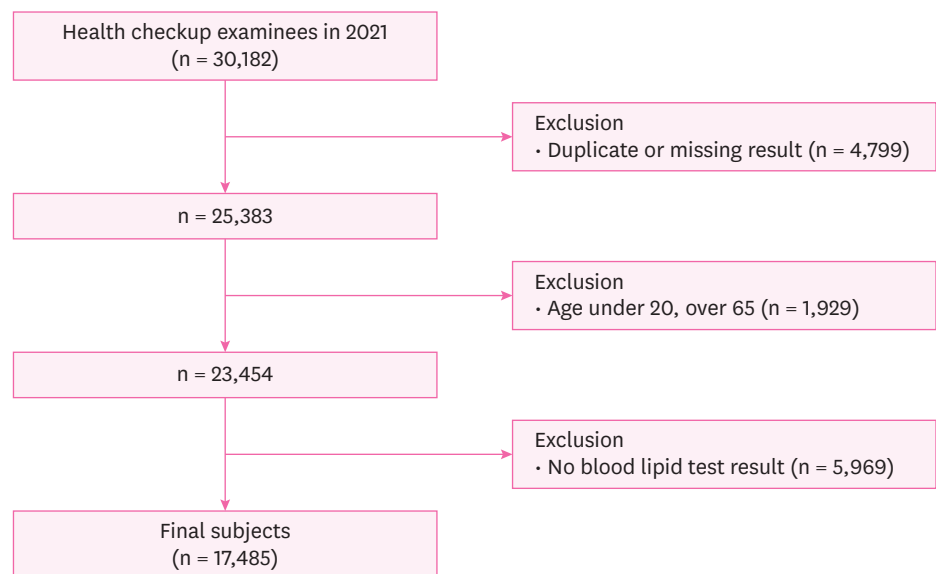 Health checkup examinees in 2021
(n = 30,182)
Exclusion
· Duplicate or missing result (n = 4,799)
n = 25,383
Exclusion
· Age under 20, over 65 (n = 1,929)
n = 23,454
Exclusion
· No blood lipid test result (n = 5,969)
Final subjects
(n = 17,485)